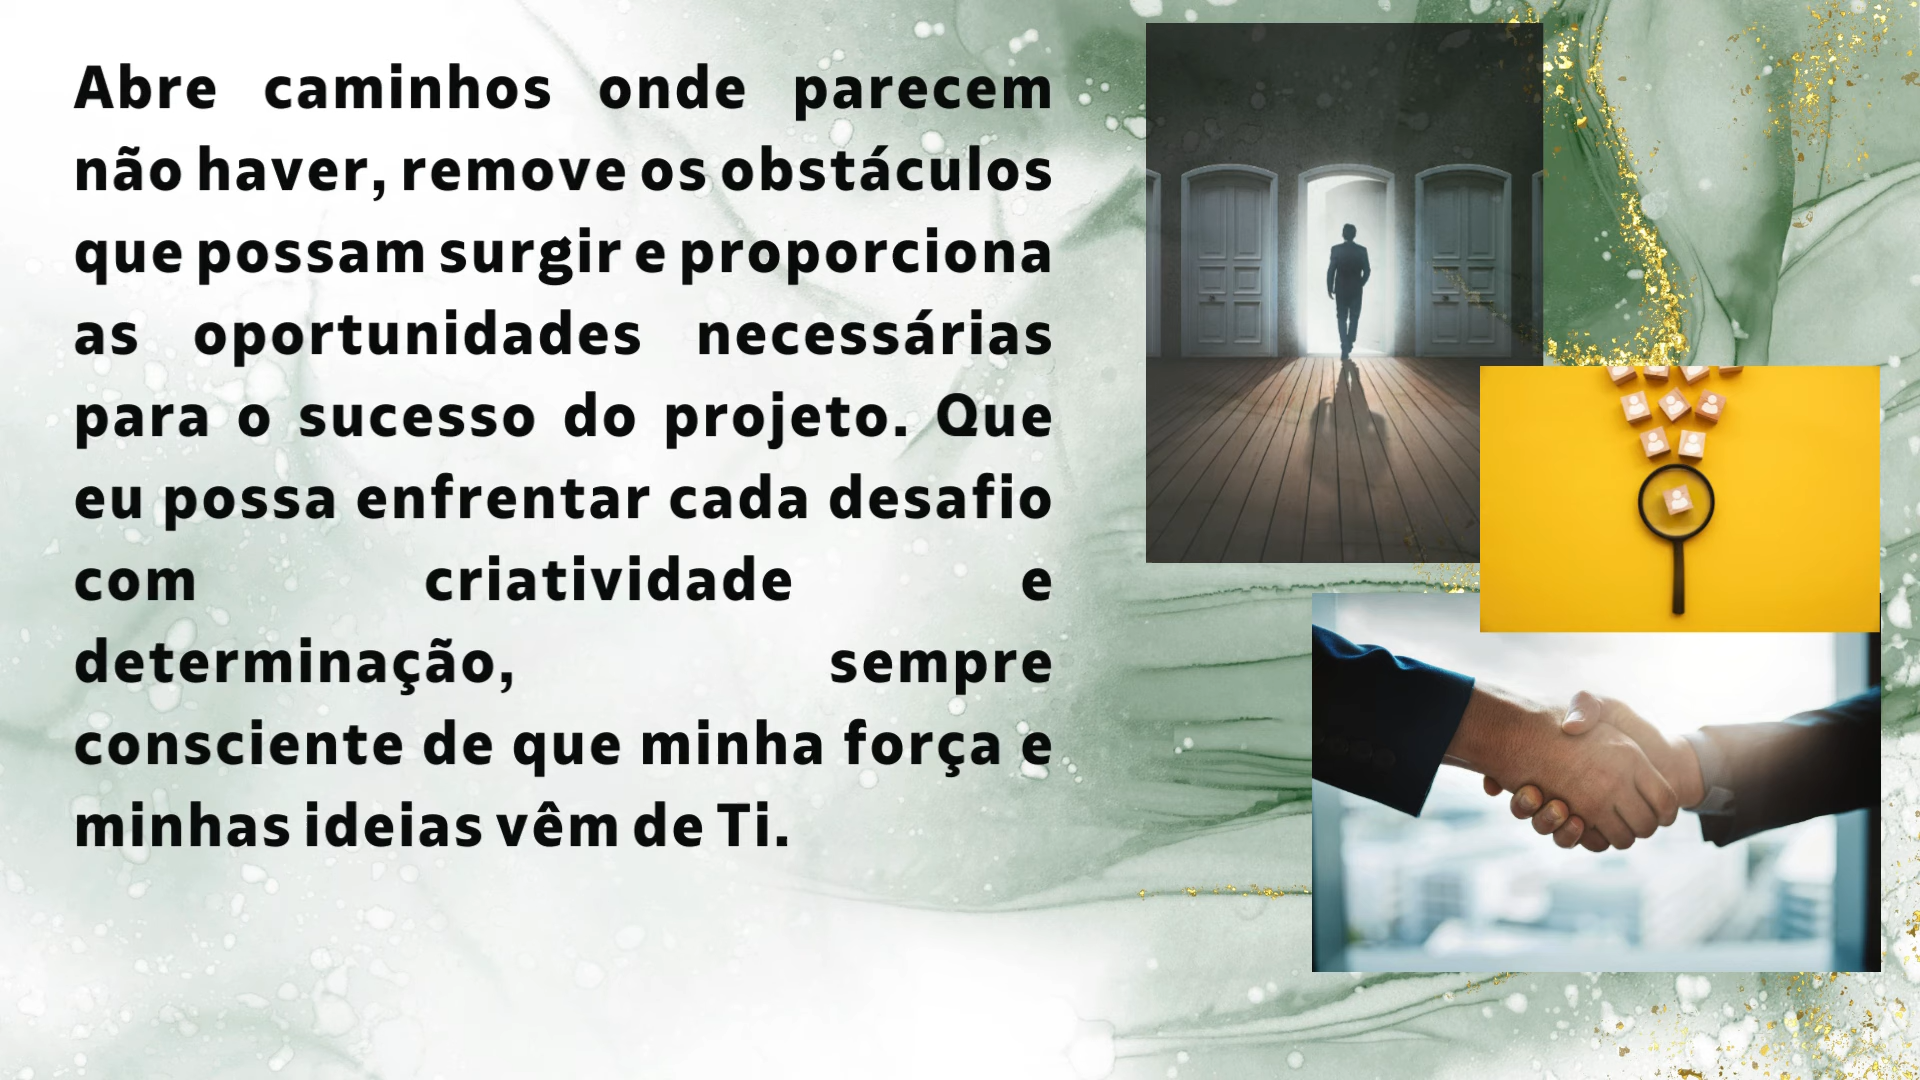 Abre caminhos onde parecem
não haver, remove os obstáculos
que possam surgir e proporciona
as oportunidades necessárias
para o sucesso do projeto. Que
eu possa enfrentar cada desafio
com criatividade e
determinação, sempre
consciente de que minha força e
minhas ideias vêm de Ti.